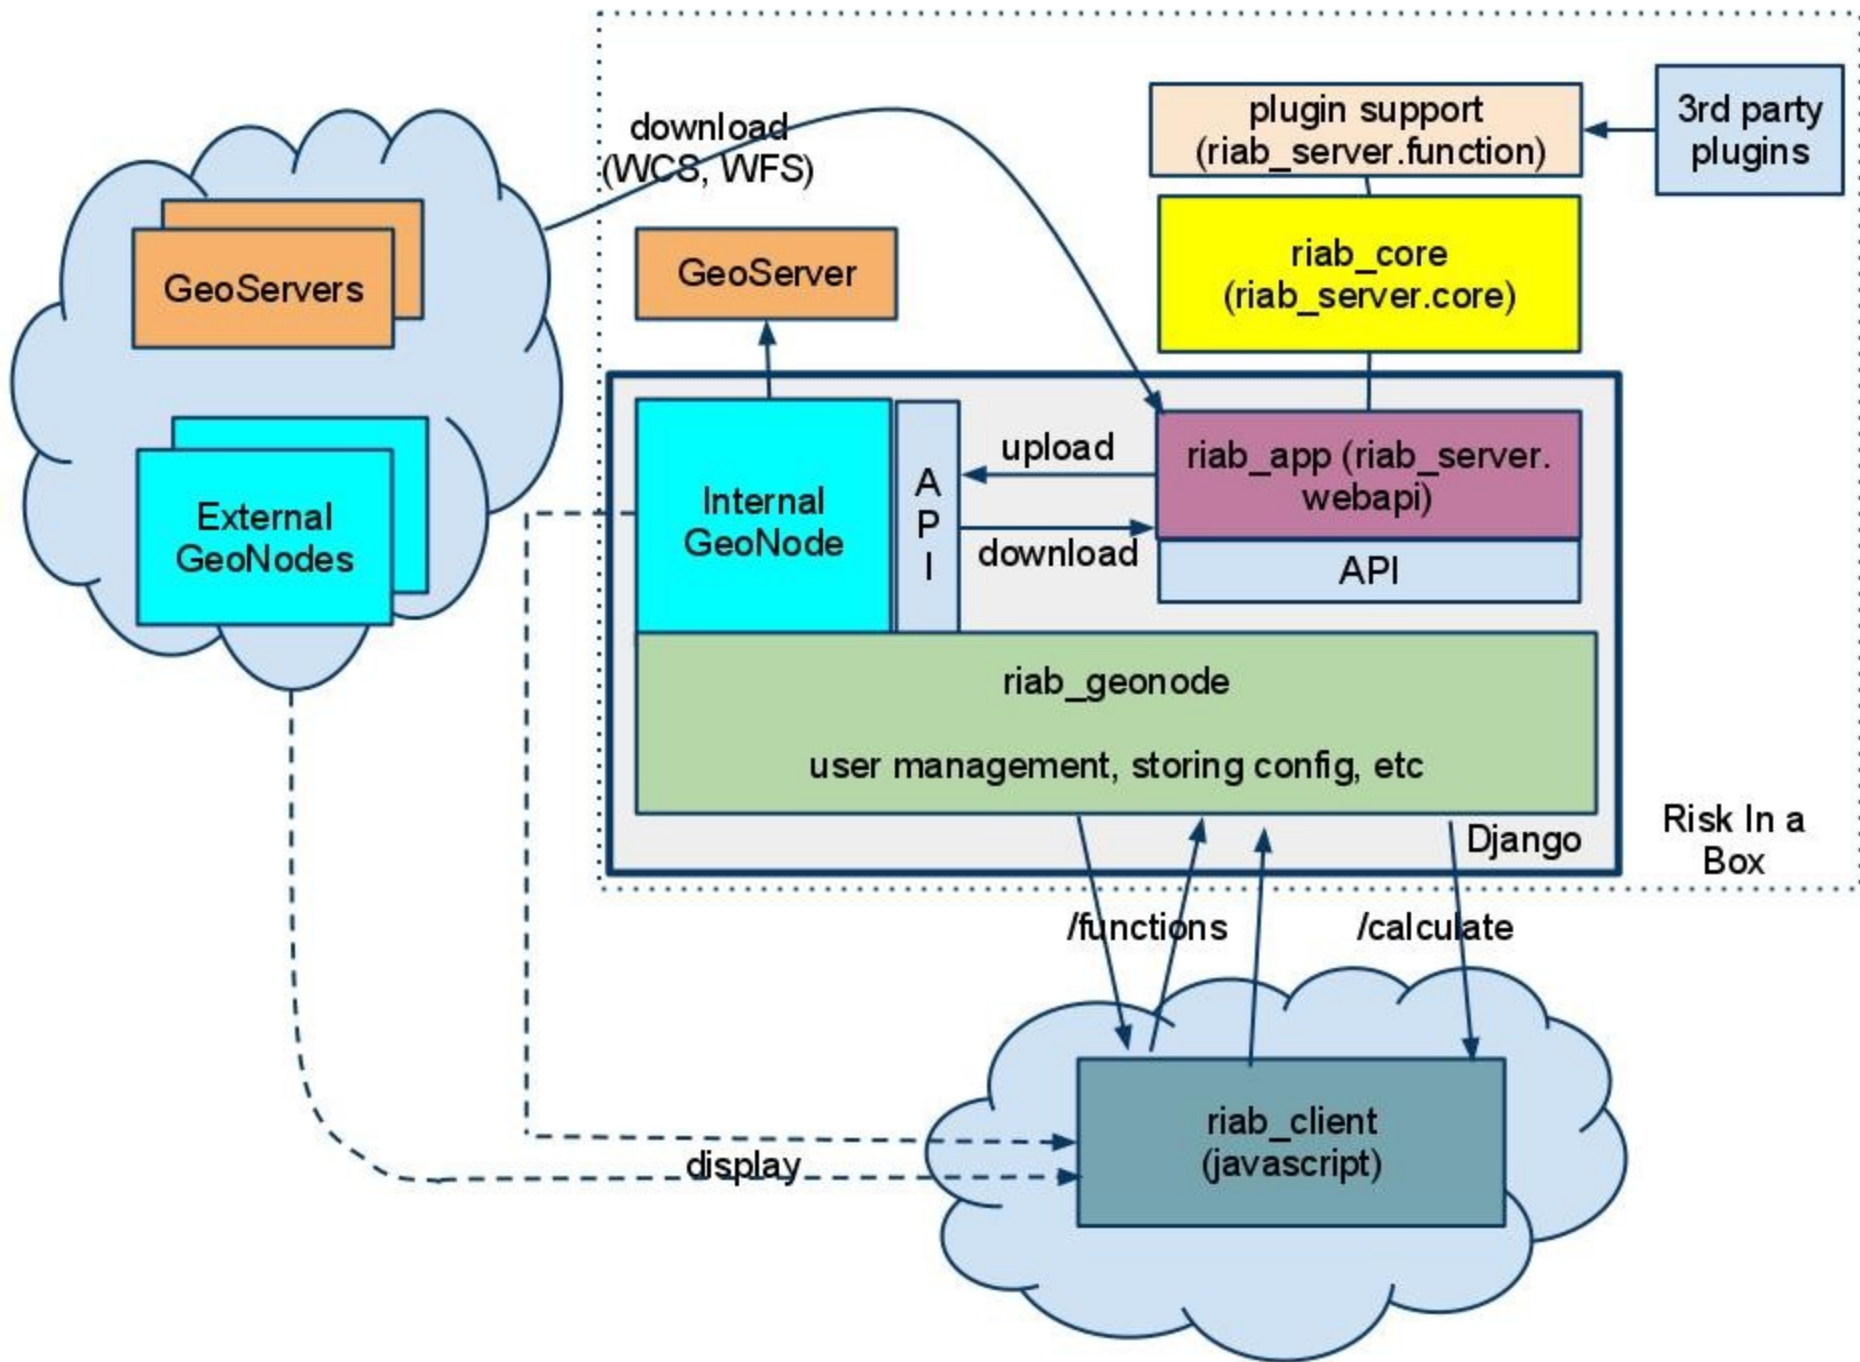 download
(WCS, WFS)
plugin support
(riab_server.function)
3rd party
plugins
GeoServers
GeoServer
riab_core
(riab_server.core)
External
GeoNodes
Internal
GeoNode
A
P
I
upload
download
riab_app (riab_server.
webapi)
API
riab_geonode
user management, storing config, etc
Django
Risk In a
Box
/functions
/calculate
display
riab_client
(javascript)